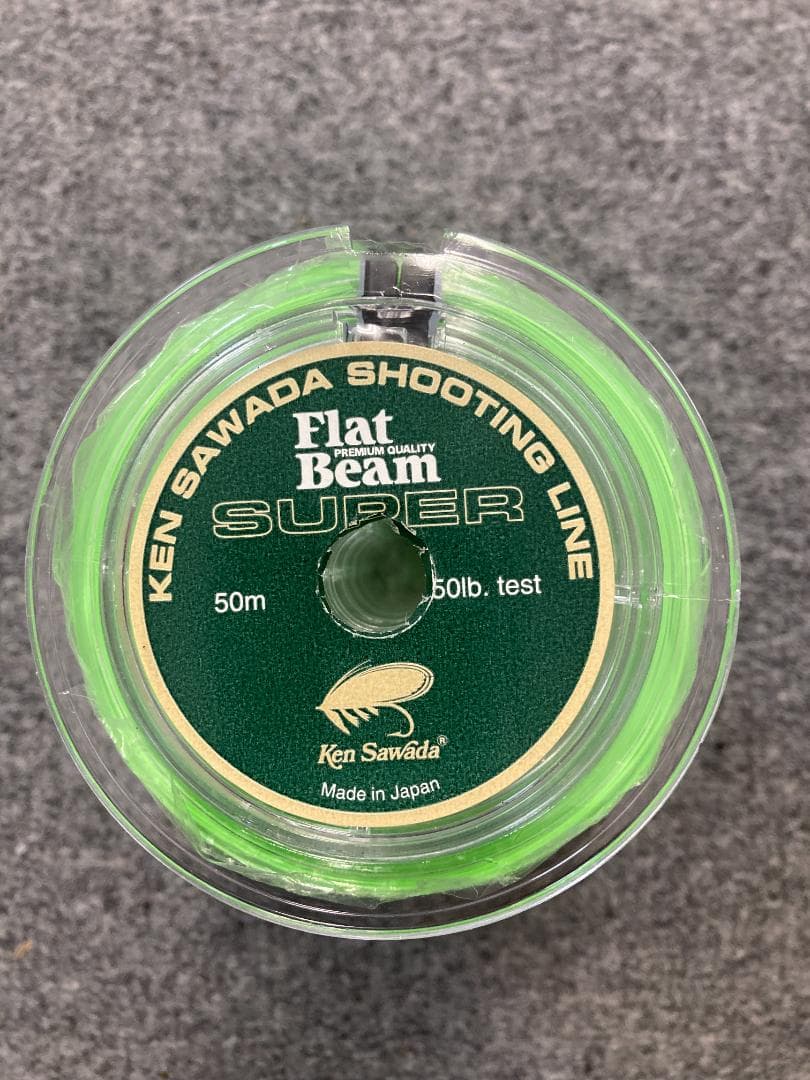 KEN SAWADA SHOOTING LINE
Flat
PREMIUM QUALITY
Beam
SUPER
50m
50lb. test
Ken Sawada®
Made in Japan